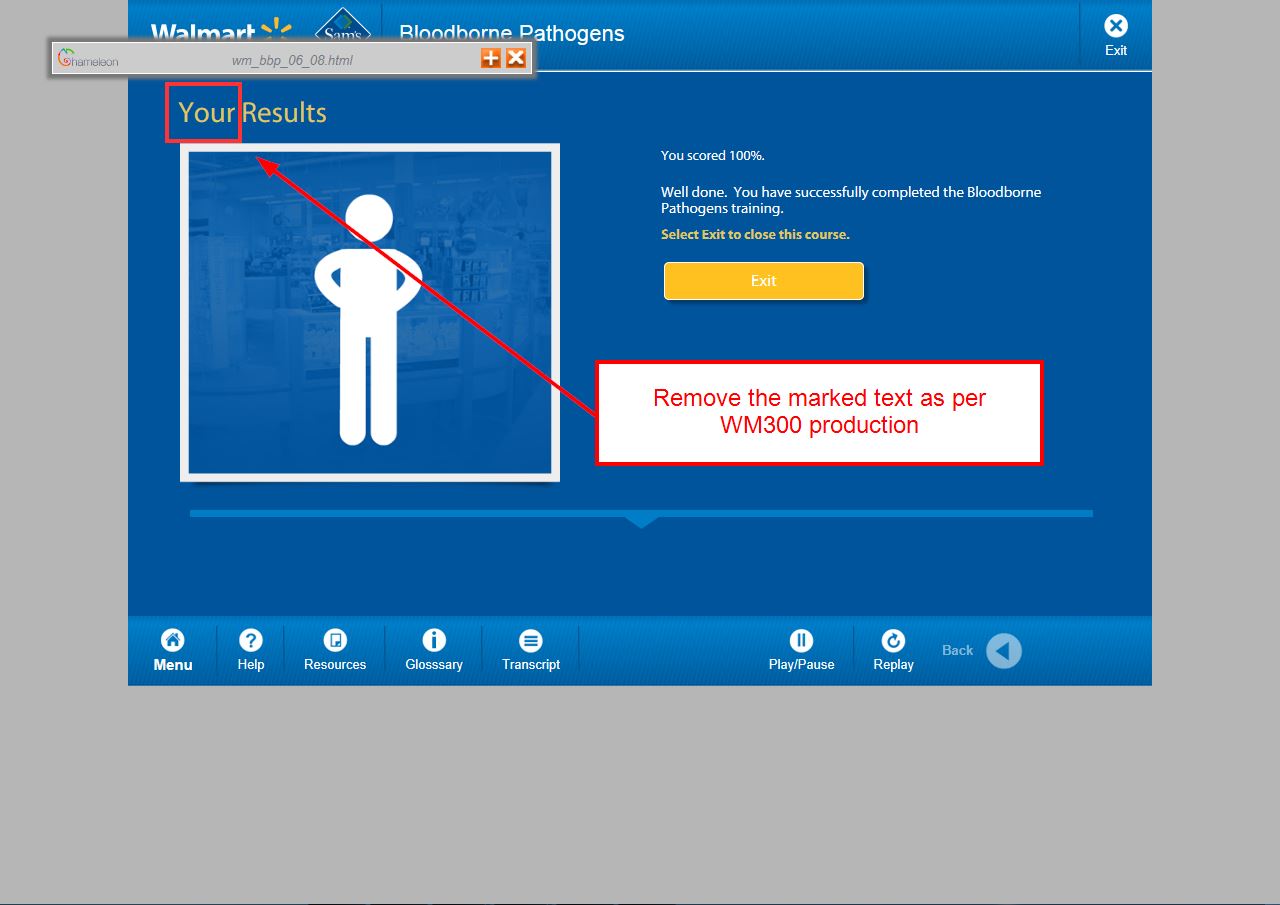 Walmart
Sam's
Bloodborne Pathogens
Exit
Chameleon
wm_bbp_06_08.html
Your Results
You scored 100%.
Well done. You have successfully completed the Bloodborne
Pathogens training.
Select Exit to close this course.
Exit
Remove the marked text as per
WM300 production
Menu
Help
Resources
Glosssary
Transcript
Play/Pause
Replay
Back